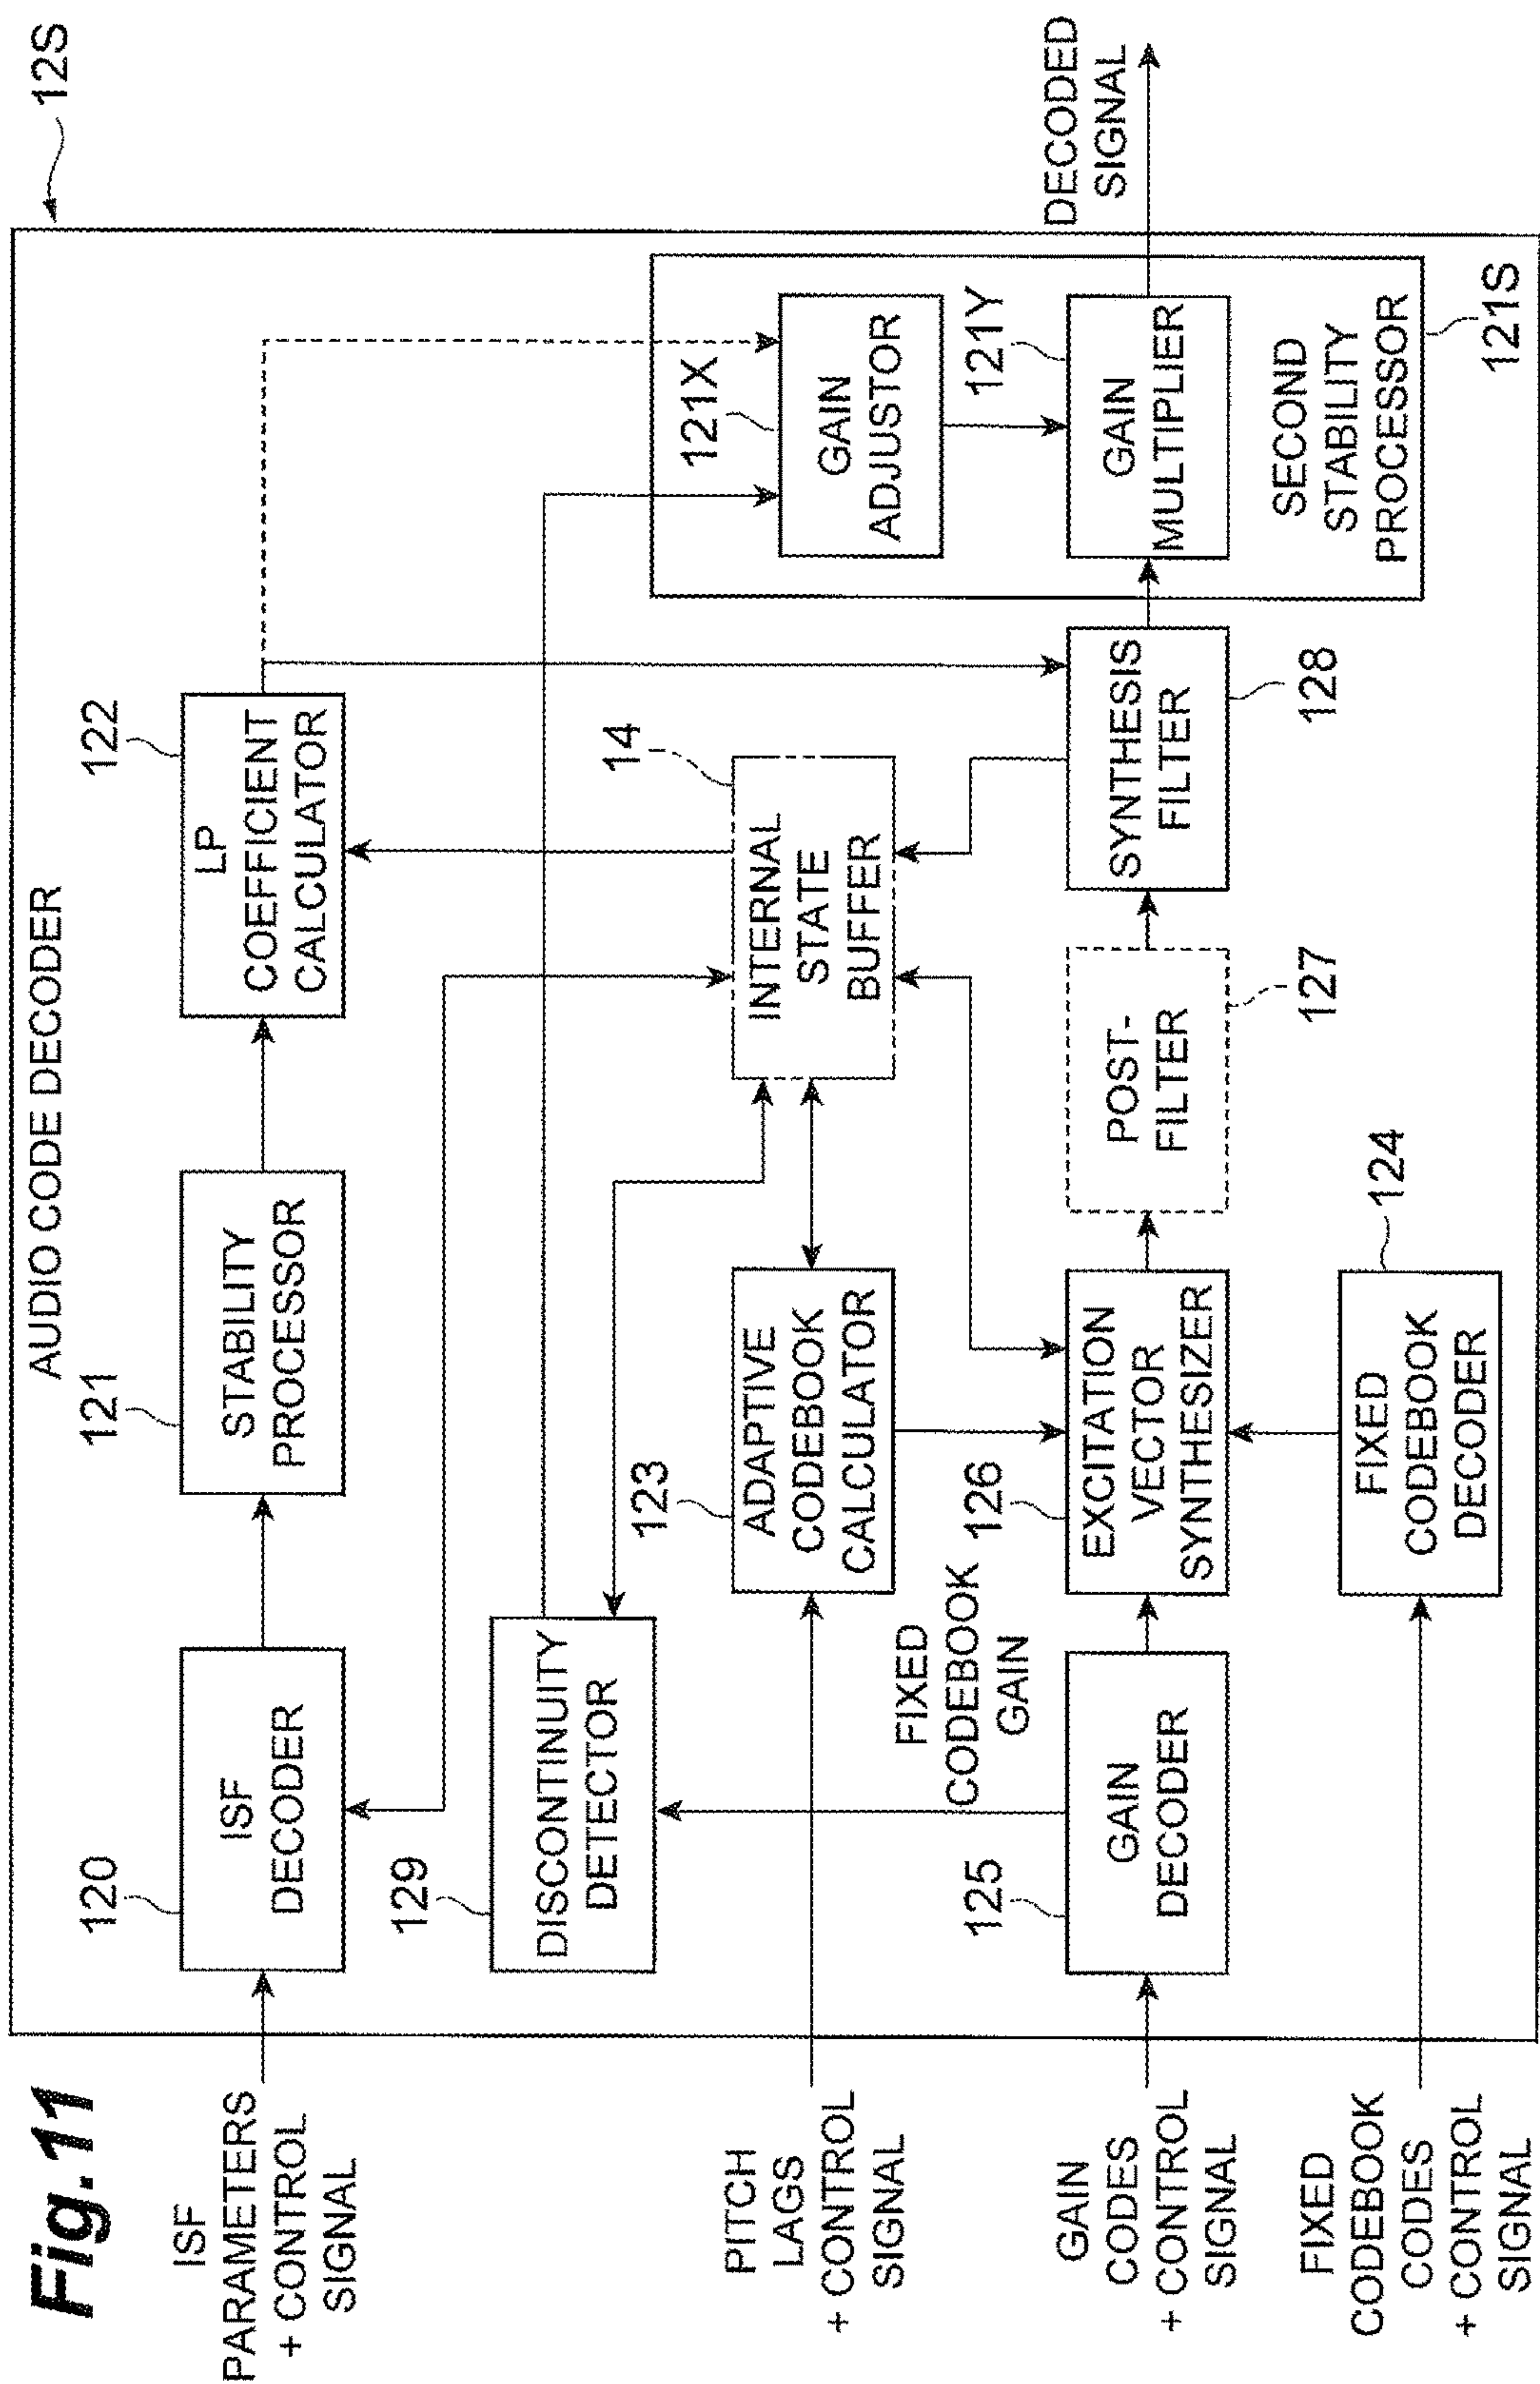 Fig.11
12S
AUDIO CODE DECODER
ISF
PARAMETERS
+ CONTROL
SIGNAL
120
ISF
DECODER
121
STABILITY
PROCESSOR
122
LP
COEFFICIENT
CALCULATOR
129
DISCONTINUITY
DETECTOR
14
INTERNAL
STATE
BUFFER
PITCH
LAGS
+ CONTROL
SIGNAL
123
ADAPTIVE
CODEBOOK
CALCULATOR
121X
GAIN
ADJUSTOR
FIXED
CODEBOOK
GAIN
GAIN
CODES
+ CONTROL
SIGNAL
125
GAIN
DECODER
126
EXCITATION
VECTOR
SYNTHESIZER
POST-
FILTER
127
SYNTHESIS
FILTER
128
121Y
GAIN
MULTIPLIER
DECODED
SIGNAL
SECOND
STABILITY
PROCESSOR
121S
FIXED
CODEBOOK
CODES
+ CONTROL
SIGNAL
124
FIXED
CODEBOOK
DECODER